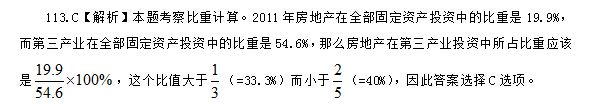 113.C【解析】本题考察比重计算。2011年房地产在全部固定资产投资中的比重是19.9%，
而第三产业在全部固定资产投资中的比重是54.6%，那么房地产在第三产业投资中所占比重应该
是19.9/54.6×100%，这个比值大于1/3（=33.3%）而小于2/5（=40%），因此答案选择C选项。